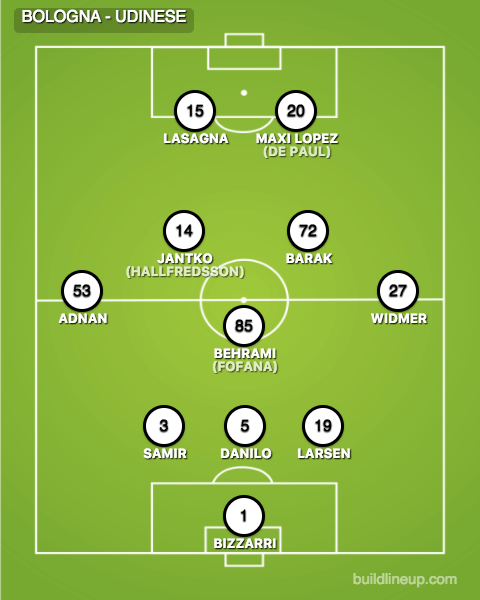 BOLOGNA - UDINESE
15
LASAGNA
20
MAXI LOPEZ
(DE PAUL)
14
JANTKO
(HALLFREDSSON)
72
BARAK
53
ADNAN
27
WIDMER
85
BEHRAMI
(FOFANA)
3
SAMIR
5
DANILO
19
LARSEN
1
BIZZARRI
buildlineup.com